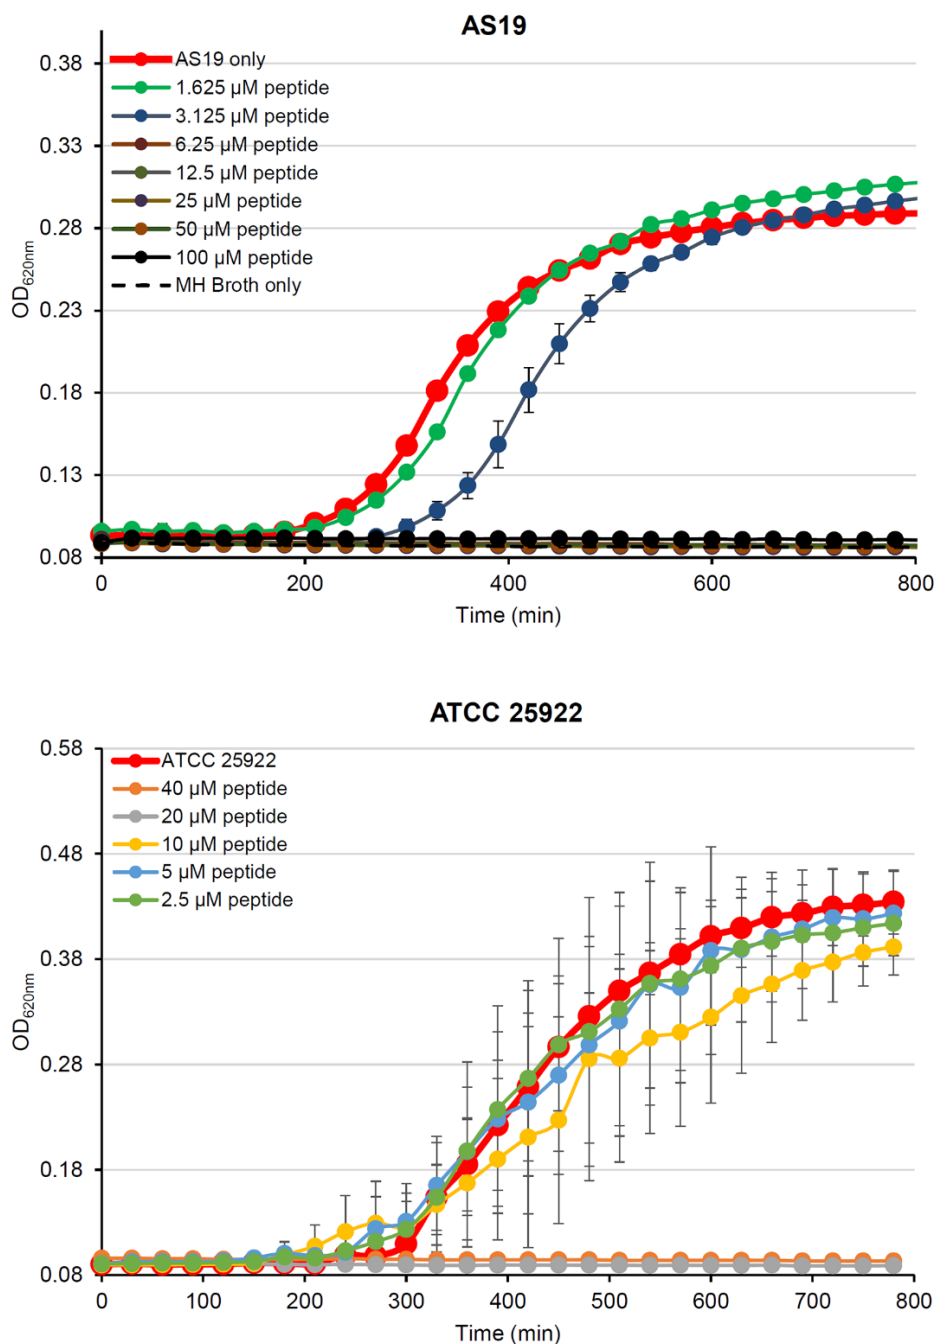 AS19
0.38
0.33
0.28
0.23
0.18
0.13
0.08
OD620nm
AS19 only
1.625 µM peptide
3.125 µM peptide
6.25 µM peptide
12.5 µM peptide
25 µM peptide
50 µM peptide
100 µM peptide
MH Broth only
0 200 400 600 800
Time (min)
ATCC 25922
0.58
0.48
0.38
0.28
0.18
0.08
OD620nm
ATCC 25922
40 µM peptide
20 µM peptide
10 µM peptide
5 µM peptide
2.5 µM peptide
0 100 200 300 400 500 600 700 800
Time (min)